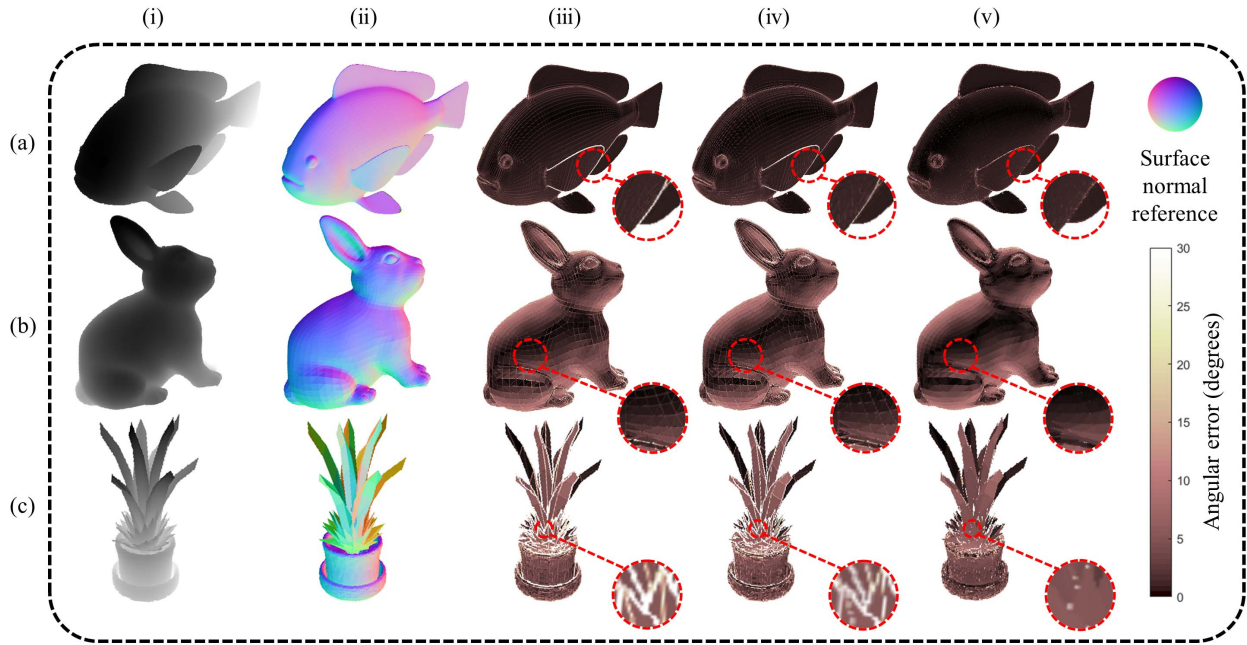 (i) (ii) (iii) (iv) (v)
(a)
(b)
(c)
Surface
normal
reference
30
25
20
15
10
5
0
Angular error (degrees)